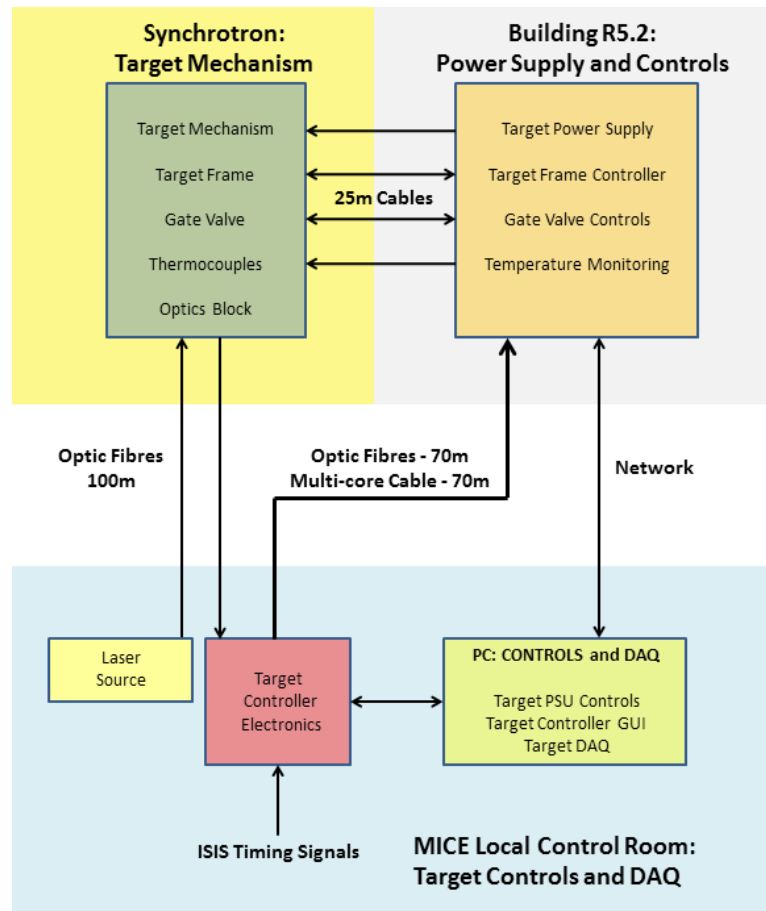 Synchrotron:
Target Mechanism
Building R5.2:
Power Supply and Controls
Target Mechanism
Target Frame
Gate Valve
Thermocouples
Optics Block
25m Cables
Target Power Supply
Target Frame Controller
Gate Valve Controls
Temperature Monitoring
Optic Fibres
100m
Optic Fibres - 70m
Multi-core Cable - 70m
Network
Laser
Source
Target
Controller
Electronics
PC: CONTROLS and DAQ
Target PSU Controls
Target Controller GUI
Target DAQ
ISIS Timing Signals
MICE Local Control Room:
Target Controls and DAQ